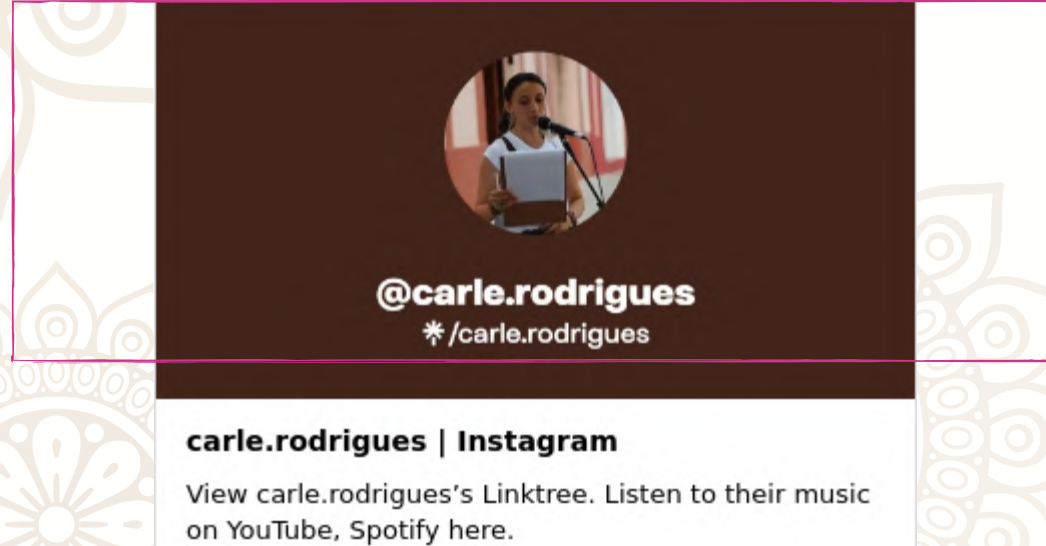 @carle.rodrigues
/carle.rodrigues
carle.rodrigues | Instagram
View carle.rodrigues’s Linktree. Listen to their music
on YouTube, Spotify here.